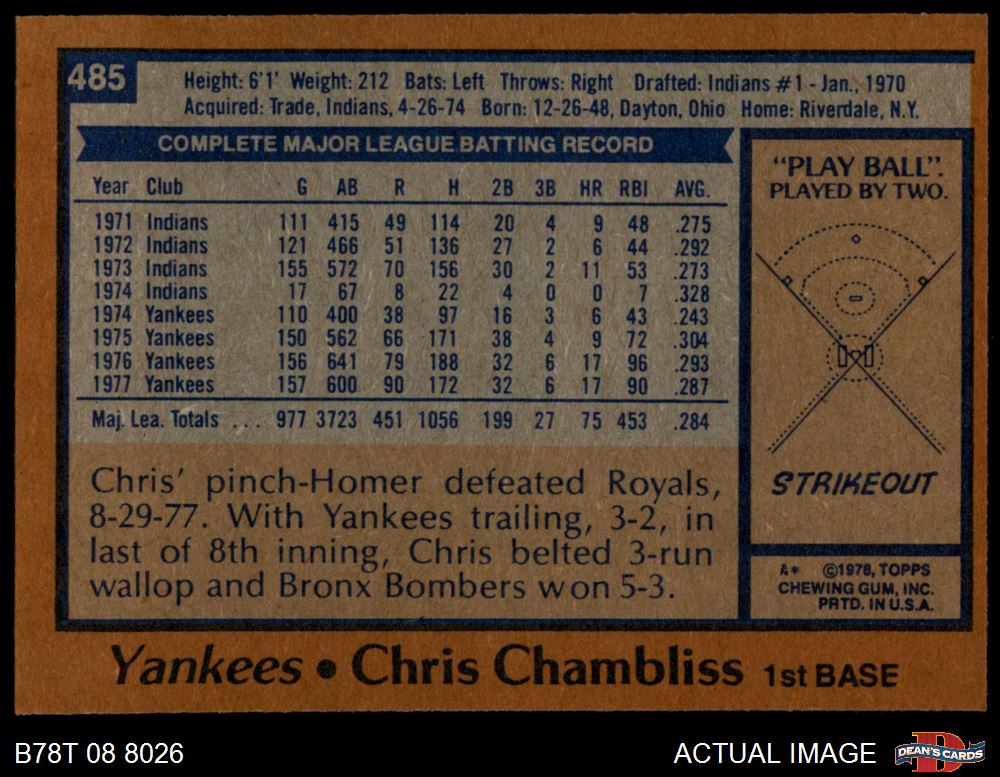 485
Height: 6'1' Weight: 212 Bats: Left Throws: Right Drafted: Indians #1 - Jan., 1970
Acquired: Trade, Indians, 4-26-74 Born: 12-26-48, Dayton, Ohio Home: Riverdale, N.Y.
COMPLETE MAJOR LEAGUE BATTING RECORD
Year Club G AB R H 2B 3B HR RBI AVG.
1971 Indians 111 415 49 114 20 4 9 48 .275
1972 Indians 121 466 51 136 27 2 6 44 .292
1973 Indians 155 572 70 156 30 2 11 53 .273
1974 Indians 17 67 8 22 4 0 0 7 .328
1974 Yankees 110 400 38 97 16 3 6 43 .243
1975 Yankees 150 562 66 171 38 4 9 72 .304
1976 Yankees 156 641 79 188 32 6 17 96 .293
1977 Yankees 157 600 90 172 32 6 17 90 .287
Maj. Lea. Totals ... 977 3723 451 1056 199 27 75 453 .284
Chris' pinch-Homer defeated Royals,
8-29-77. With Yankees trailing, 3-2, in
last of 8th inning, Chris belted 3-run
wallop and Bronx Bombers won 5-3.
"PLAY BALL".
PLAYED BY TWO.
STRIKEOUT
A* ©1978, TOPPS
CHEWING GUM, INC.
PRTD. IN U.S.A.
Yankees • Chris Chambliss 1st BASE
B78T 08 8026
ACTUAL IMAGE
DEAN'S CARDS